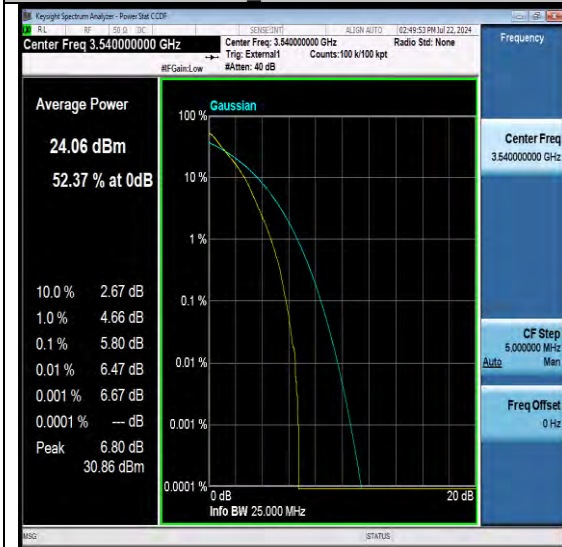 Keysight Spectrum Analyzer - Power Stat CCDF
RL RF 50 Ω DC SENSE:INT ALIGN AUTO 02:49:53 PM Jul 22, 2024
Center Freq 3.540000000 GHz
Center Freq: 3.540000000 GHz
Radio Std: None
Trig: External1 Counts:100 k/100 kpt
#IFGain:Low #Atten: 40 dB
Frequency
Average Power
24.06 dBm
52.37 % at 0dB
10.0 % 2.67 dB
1.0 % 4.66 dB
0.1 % 5.80 dB
0.01 % 6.47 dB
0.001 % 6.67 dB
0.0001 % --- dB
Peak 6.80 dB
30.86 dBm
Gaussian
100 %
10 %
1 %
0.1 %
0.01 %
0.001 %
0.0001 %
0 dB 20 dB
Info BW 25.000 MHz
Center Freq
3.540000000 GHz
CF Step
5.000000 MHz
Auto Man
Freq Offset
0 Hz
MSG STATUS